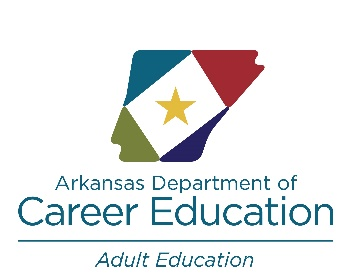 Arkansas Department of
Career Education
Adult Education